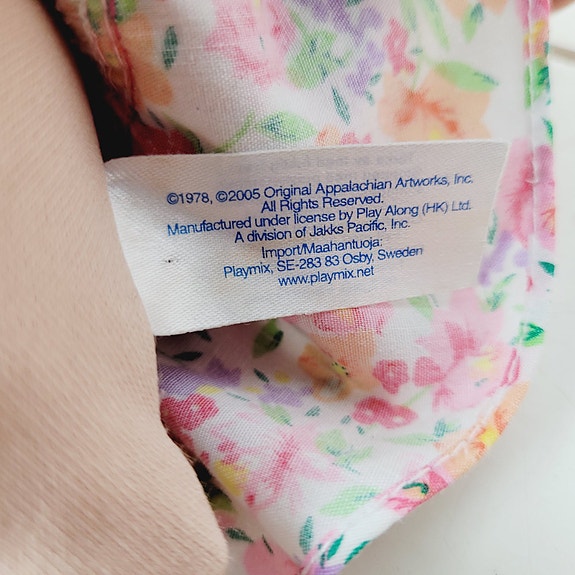 ©1978, ©2005 Original Appalachian Artworks, Inc.
All Rights Reserved.
Manufactured under license by Play Along (HK) Ltd.
A division of Jakks Pacific, Inc.
Import/Maahantuoja:
Playmix, SE-283 83 Osby, Sweden
www.playmix.net